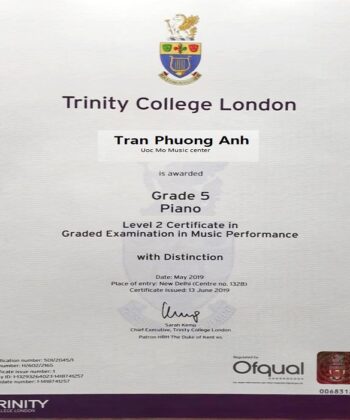 Trinity College London
Tran Phuong Anh
Uoc Mo Music center
is awarded
Grade 5
Piano
Level 2 Certificate in
Graded Examination in Music Performance
with Distinction
Date: May 2019
Place of entry: New Delhi (Centre no. 1328)
Certificate issued: 13 June 2019
Sarah Kemp
Chief Executive, Trinity College London
Patron HRH The Duke of Kent KG
Regulated by
Ofqual
TRINITY
COLLEGE LONDON